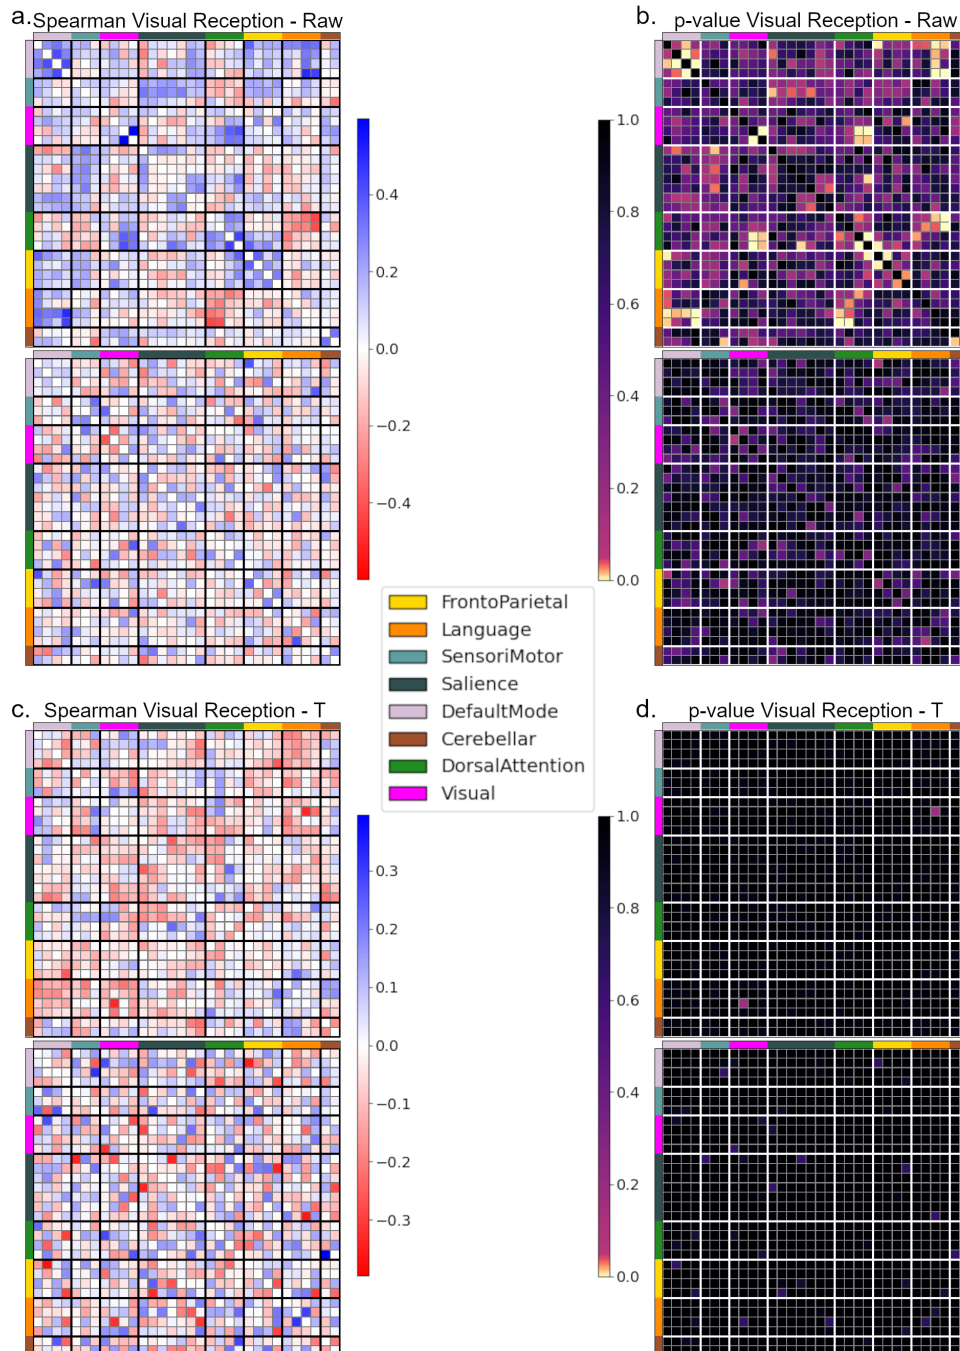 a.
Spearman Visual Reception - Raw
b.
p-value Visual Reception - Raw
0.4
0.2
0.0
−0.2
−0.4
1.0
0.8
0.6
0.4
0.2
0.0
FrontoParietal
Language
SensoriMotor
Salience
DefaultMode
Cerebellar
DorsalAttention
Visual
c.
Spearman Visual Reception - T
d.
p-value Visual Reception - T
0.3
0.2
0.1
0.0
−0.1
−0.2
−0.3
1.0
0.8
0.6
0.4
0.2
0.0